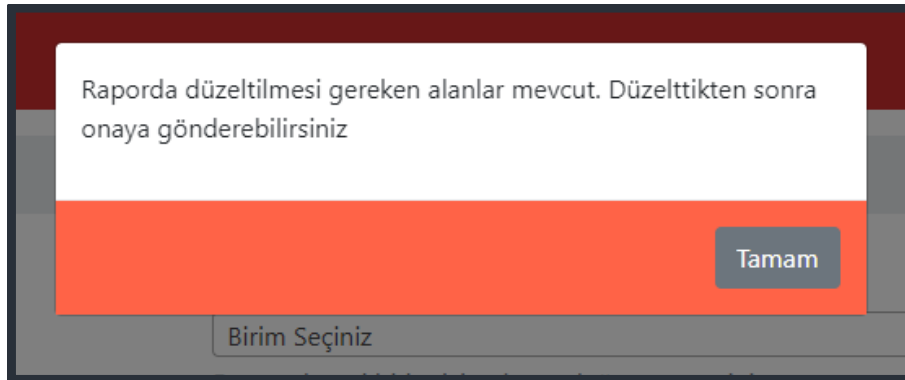 Raporda düzeltilmesi gereken alanlar mevcut. Düzelttikten sonra
onaya gönderebilirsiniz
Tamam
Birim Seçiniz